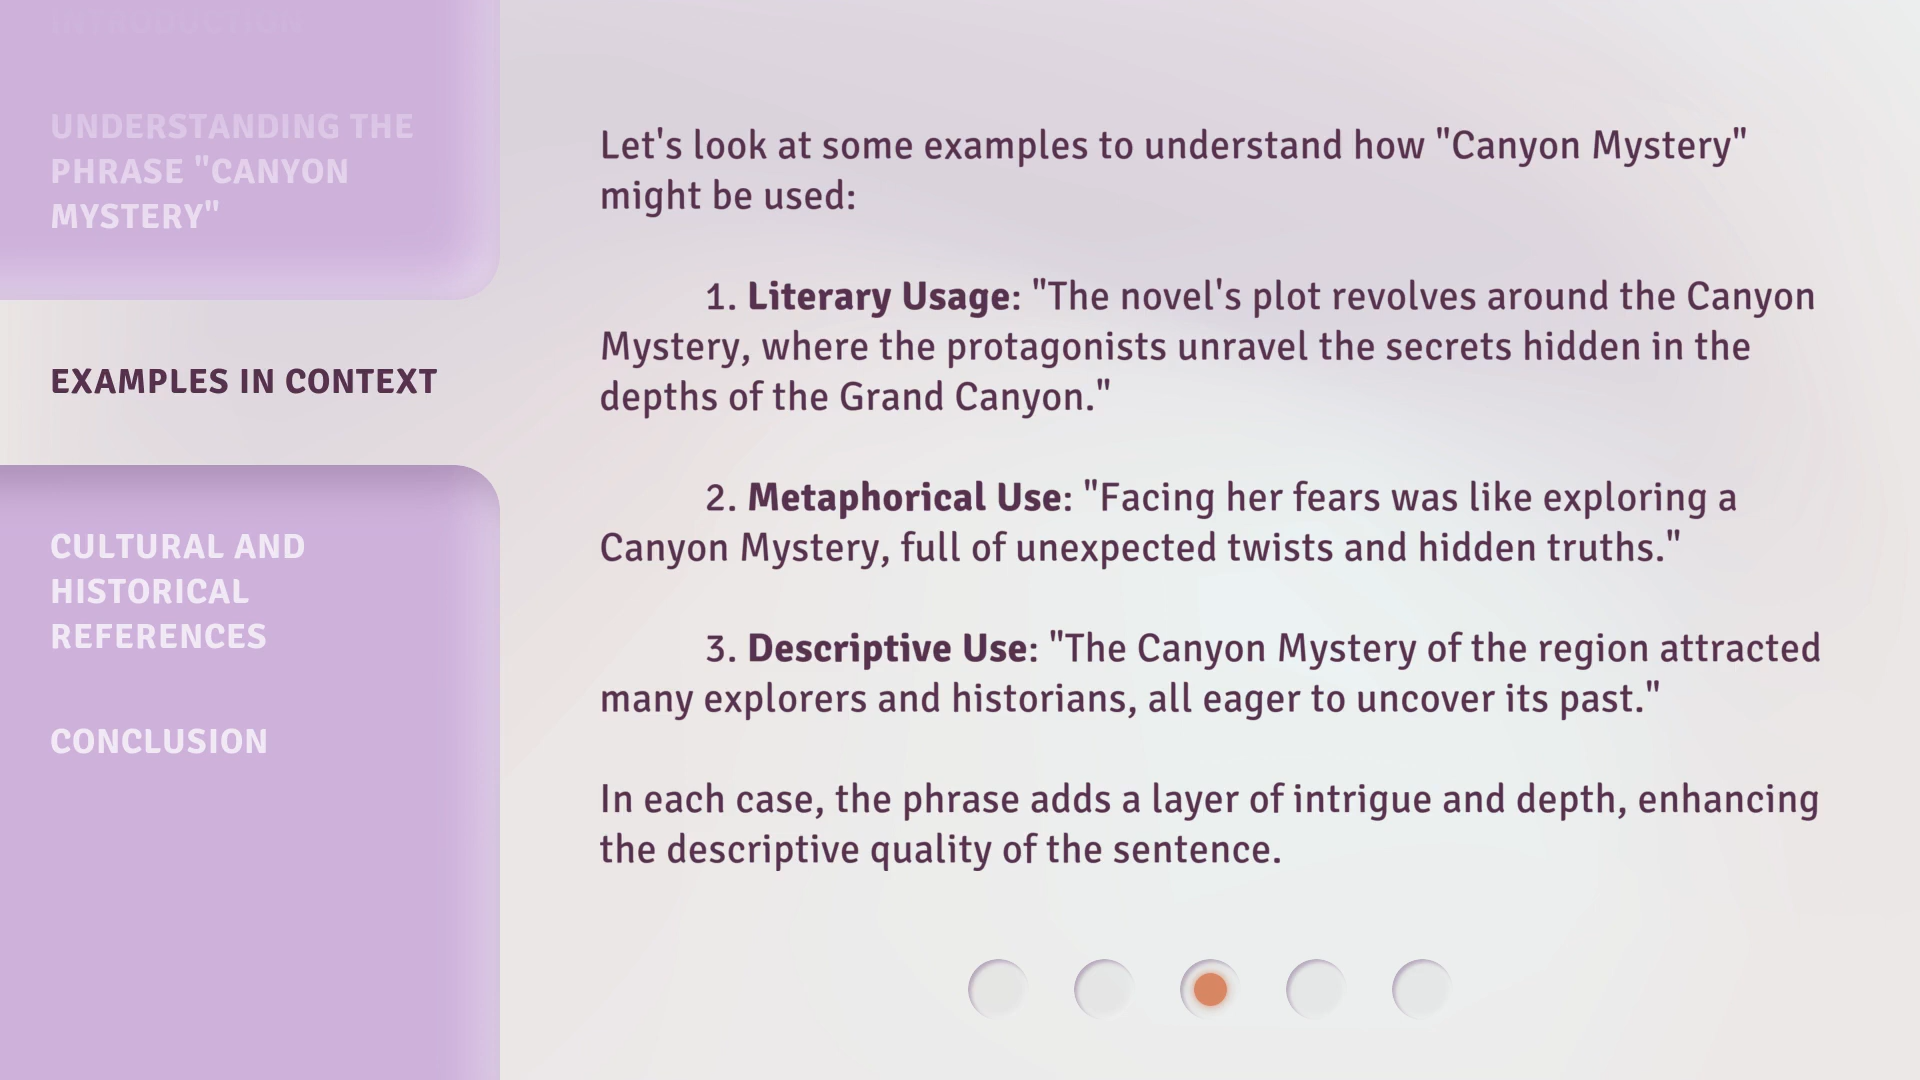 INTRODUCTION
UNDERSTANDING THE
PHRASE "CANYON
MYSTERY"
EXAMPLES IN CONTEXT
CULTURAL AND
HISTORICAL
REFERENCES
CONCLUSION
Let's look at some examples to understand how "Canyon Mystery"
might be used:
1. Literary Usage: "The novel's plot revolves around the Canyon
Mystery, where the protagonists unravel the secrets hidden in the
depths of the Grand Canyon."
2. Metaphorical Use: "Facing her fears was like exploring a
Canyon Mystery, full of unexpected twists and hidden truths."
3. Descriptive Use: "The Canyon Mystery of the region attracted
many explorers and historians, all eager to uncover its past."
In each case, the phrase adds a layer of intrigue and depth, enhancing
the descriptive quality of the sentence.